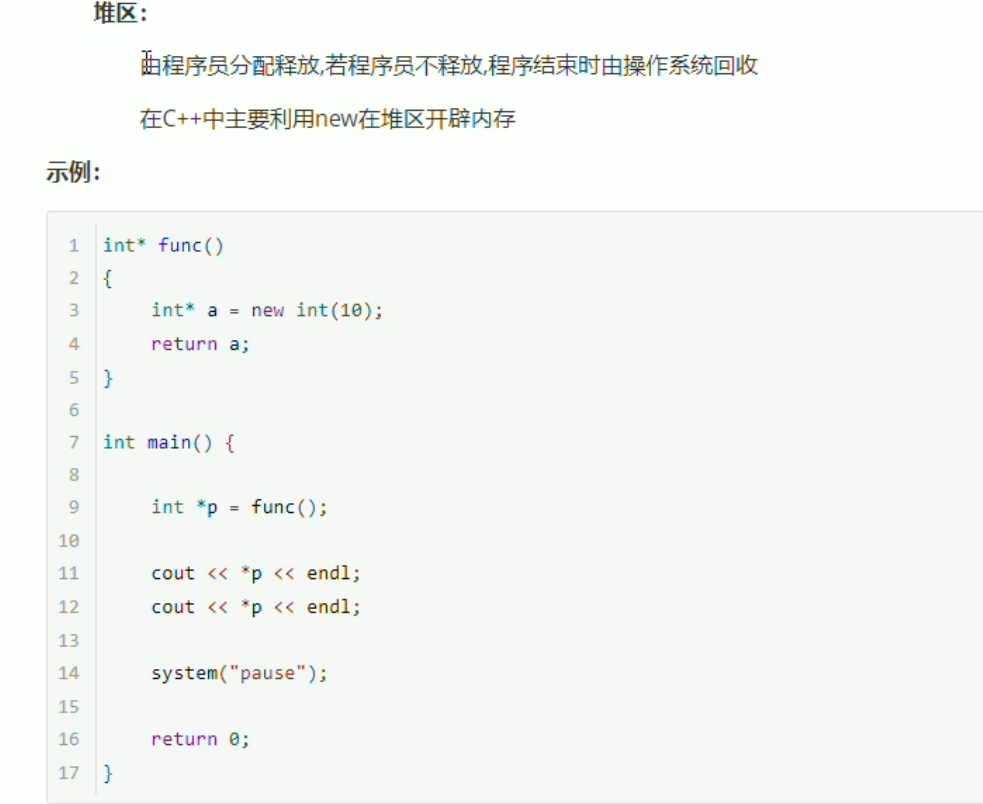 堆区：
由程序员分配释放,若程序员不释放,程序结束时由操作系统回收
在C++中主要利用new在堆区开辟内存
示例：
1 int* func()
2 {
3     int* a = new int(10);
4     return a;
5 }
6
7 int main() {
8
9     int *p = func();
10
11     cout << *p << endl;
12     cout << *p << endl;
13
14     system("pause");
15
16     return 0;
17 }